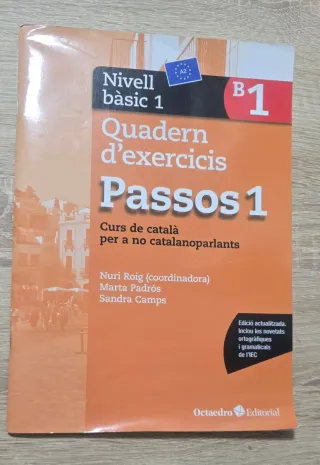 A2
Nivell
bàsic 1
B1
Quadern
d'exercicis
Passos 1
Curs de català
per a no catalanoparlants
Nuri Roig (coordinadora)
Marta Padrós
Sandra Camps
Edició actualitzada.
Inclou les novetats
ortogràfiques
i gramaticals
de l'IEC
Octaedro Editorial